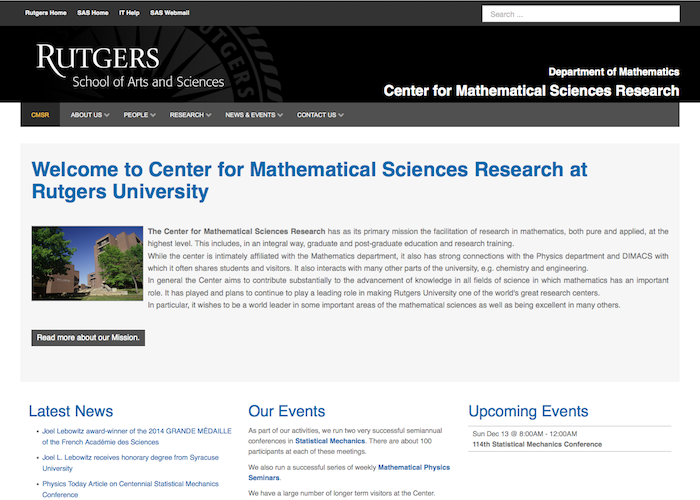 Rutgers Home SAS Home IT Help SAS Webmail
Search...
RUTGERS
School of Arts and Sciences
Department of Mathematics
Center for Mathematical Sciences Research
CMSR ABOUT US PEOPLE RESEARCH NEWS & EVENTS CONTACT US
Welcome to Center for Mathematical Sciences Research at
Rutgers University
The Center for Mathematical Sciences Research has as its primary mission the facilitation of research in mathematics, both pure and applied, at
the highest level. This includes, in an integral way, graduate and post-graduate education and research training.
While the center is intimately affiliated with the Mathematics department, it also has strong connections with the Physics department and DIMACS with
which it often shares students and visitors. It also interacts with many other parts of the university, e.g. chemistry and engineering.
In general the Center aims to contribute substantially to the advancement of knowledge in all fields of science in which mathematics has an important
role. It has played and plans to continue to play a leading role in making Rutgers University one of the world's great research centers.
In particular, it wishes to be a world leader in some important areas of the mathematical sciences as well as being excellent in many others.
Read more about our Mission.
Latest News
Joel Lebowitz award-winner of the 2014 GRANDE MÉDAILLE
of the French Académie des Sciences
Joel L. Lebowitz receives honorary degree from Syracuse
University
Physics Today Article on Centennial Statistical Mechanics
Conference
Our Events
As part of our activities, we run two very successful semiannual
conferences in Statistical Mechanics. There are about 100
participants at each of these meetings.
We also run a successful series of weekly Mathematical Physics
Seminars.
We have a large number of longer term visitors at the Center.
Upcoming Events
Sun Dec 13 @ 8:00AM - 12:00AM
114th Statistical Mechanics Conference